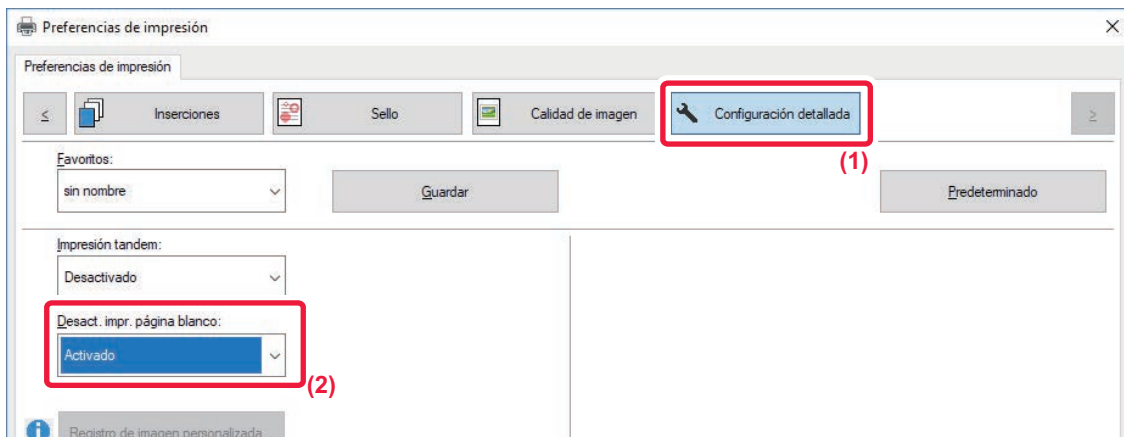 Preferencias de impresión
Preferencias de impresión
< Inserciones Sello Calidad de imagen Configuración detallada >
(1)
Favoritos:
sin nombre Guardar Predeterminado
Impresión tandem:
Desactivado
Desact. impr. página blanco:
Activado
(2)
Registro de imagen personalizada